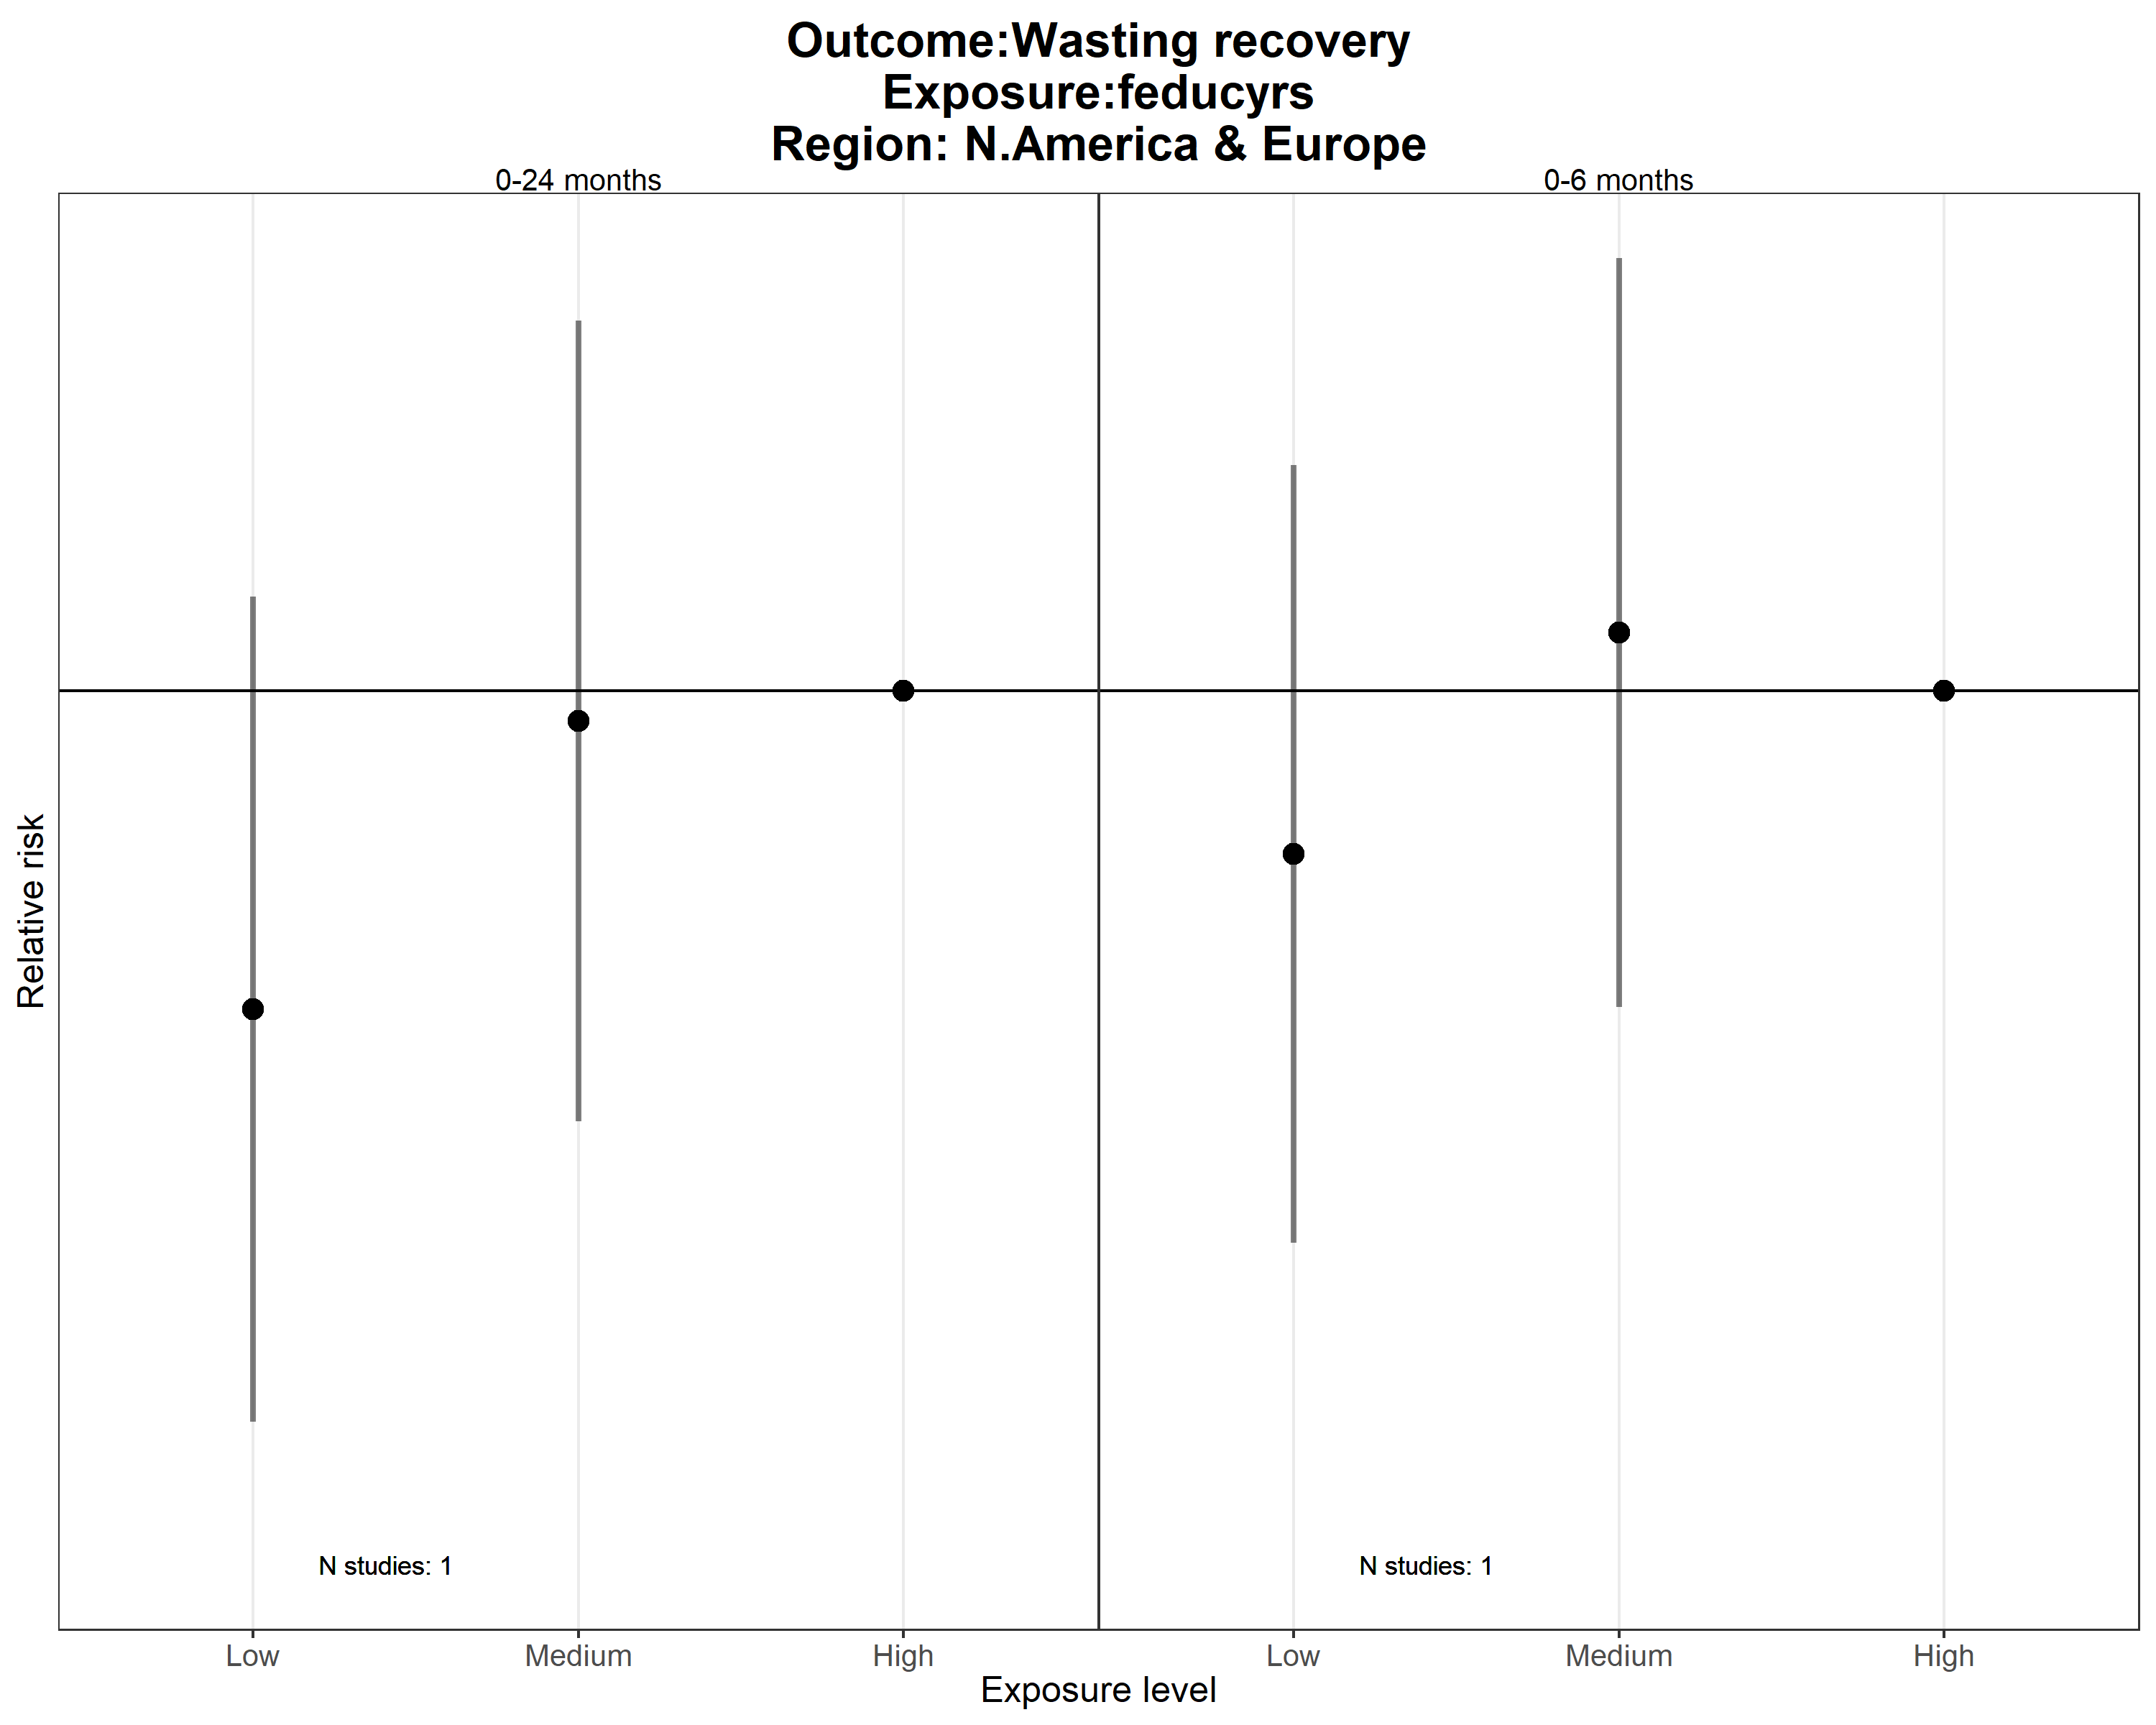 Outcome:Wasting recovery
Exposure:feducyrs
Region: N.America & Europe
0-24 months
0-6 months
Relative risk
N studies: 1
N studies: 1
Low
Medium
High
Low
Medium
High
Exposure level